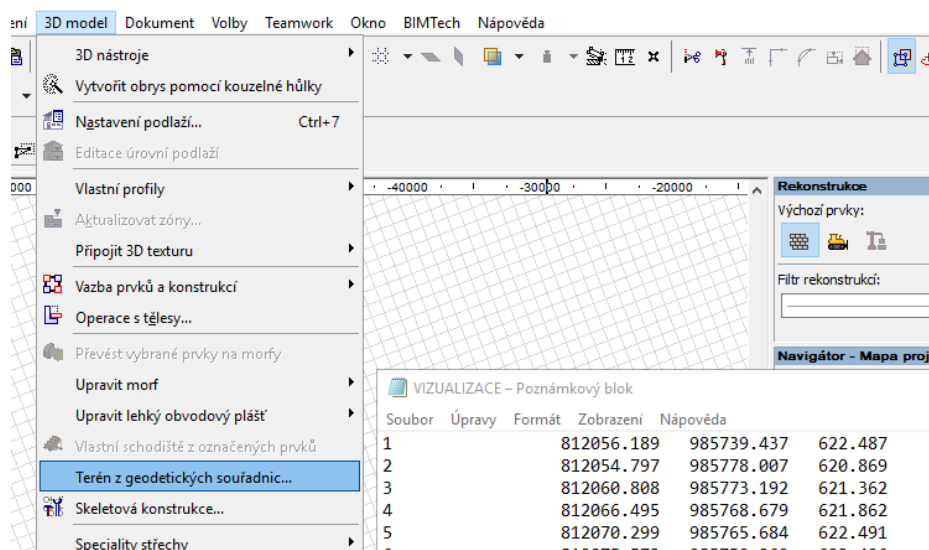 ení 3D model Dokument Volby Teamwork Okno BIMTech Nápověda
3D nástroje
Vytvořit obrys pomocí kouzelné hůlky
Nastavení podlaží... Ctrl+7
Editace úrovní podlaží
Vlastní profily
Aktualizovat zóny...
Připojit 3D texturu
Vazba prvků a konstrukcí
Operace s tělesy...
Převést vybrané prvky na morfy
Upravit morf
Upravit lehký obvodový plášť
Vlastní schodiště z označených prvků
Terén z geodetických souřadnic...
Skeletová konstrukce...
Speciality střechy
000 -40000 -30000 -20000
Rekonstrukce
Výchozí prvky:
Filtr rekonstrukcí:
Navigátor - Mapa proj
VIZUALIZACE – Poznámkový blok
Soubor Úpravy Formát Zobrazení Nápověda
1 812056.189 985739.437 622.487
2 812054.797 985778.007 620.869
3 812060.808 985773.192 621.362
4 812066.495 985768.679 621.862
5 812070.299 985765.684 622.491